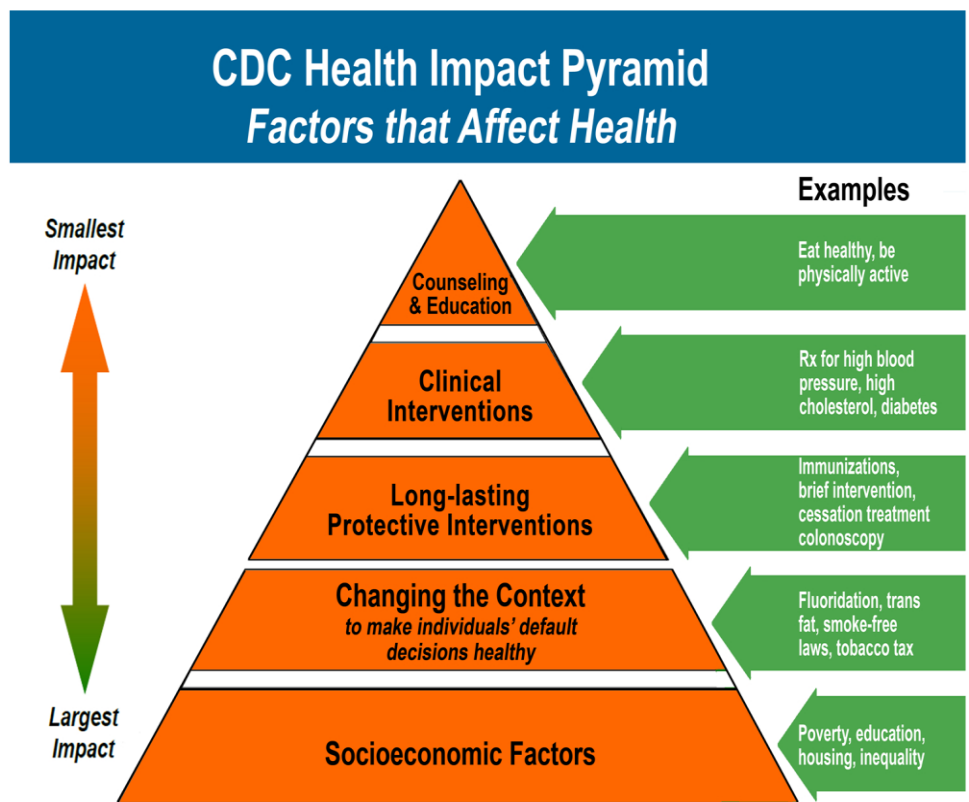 CDC Health Impact Pyramid
Factors that Affect Health
Examples
Smallest
Impact
Counseling
& Education
Eat healthy, be
physically active
Clinical
Interventions
Rx for high blood
pressure, high
cholesterol, diabetes
Long-lasting
Protective Interventions
Immunizations,
brief intervention,
cessation treatment
colonoscopy
Changing the Context
to make individuals' default
decisions healthy
Fluoridation, trans
fat, smoke-free
laws, tobacco tax
Largest
Impact
Socioeconomic Factors
Poverty, education,
housing, inequality